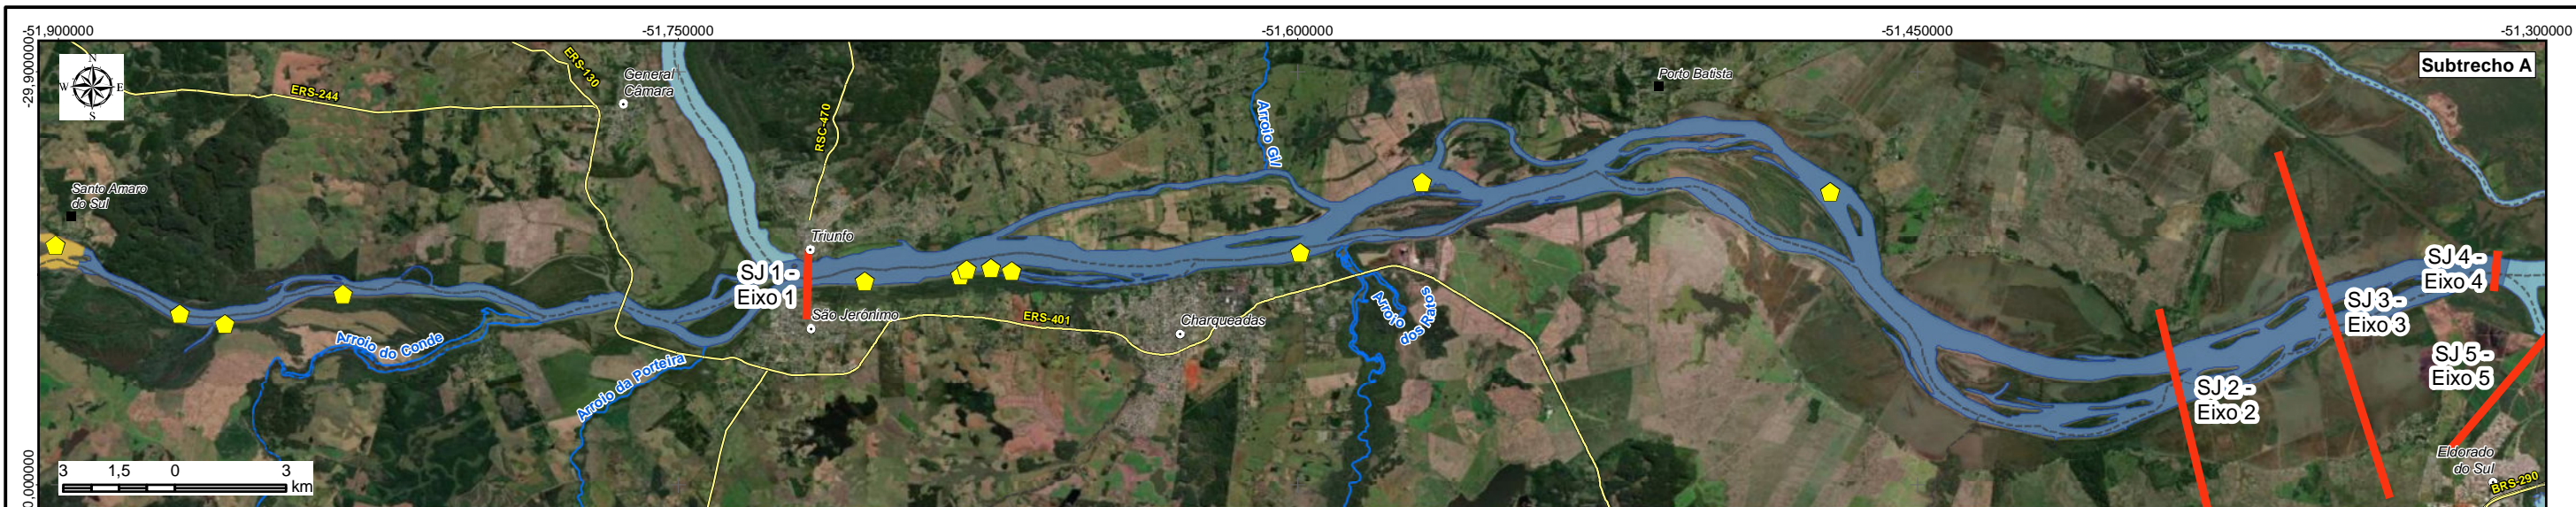 -51,900000
-51,750000
-51,600000
-51,450000
-51,300000
-29,900000
Subtrecho A
N
W
E
S
ERS-244
ERS-130
General
Câmara
RSC-470
Arroio GIV
Porto Batista
Santo Amaro
do Sul
Triunfo
SJ 1 -
Eixo 1
São Jerônimo
ERS-401
Charqueadas
Arroio
dos Ratos
Arroio do Conde
Arroio da Porteira
SJ 4 -
Eixo 4
SJ 3 -
Eixo 3
SJ 5 -
Eixo 5
SJ 2 -
Eixo 2
Eldorado
do Sul
BRS-290
3
1,5
0
3
km
0,000000